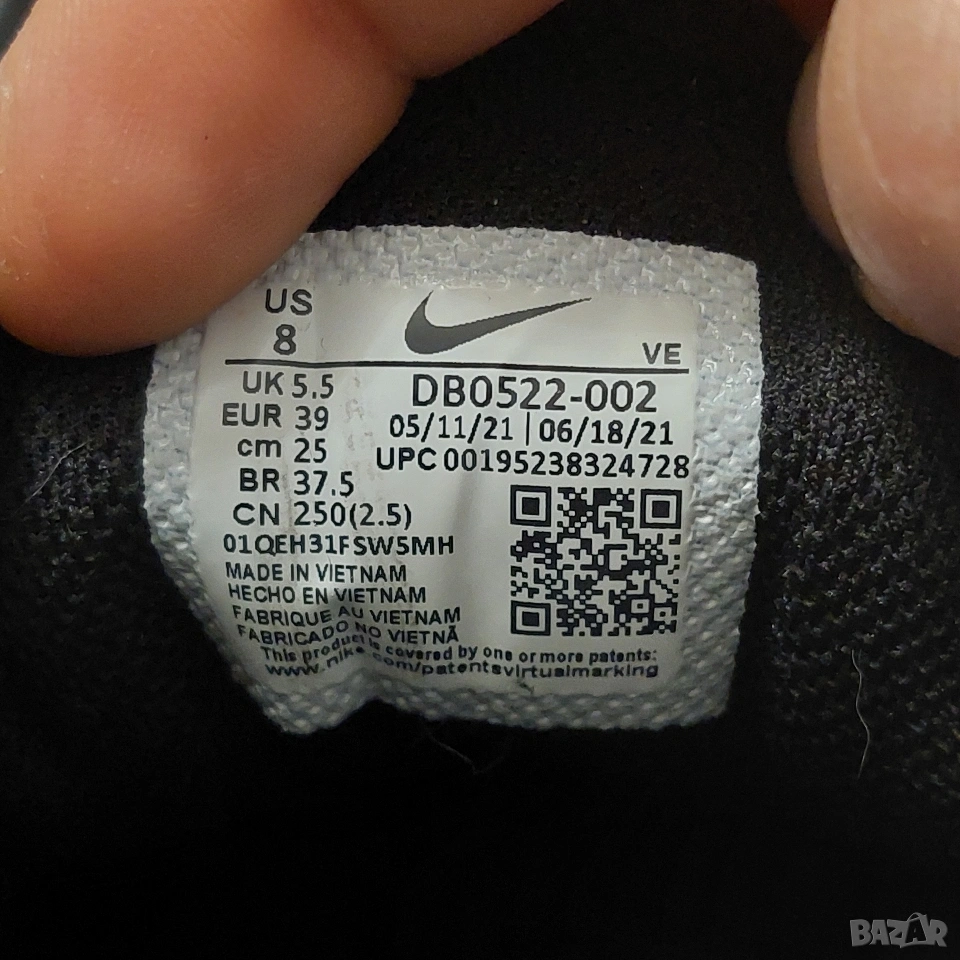 US
8
VE
UK 5.5
EUR 39
cm 25
BR 37.5
CN 250(2.5)
DB0522-002
05/11/21 | 06/18/21
UPC 00195238324728
01QEH31FSW5MH
MADE IN VIETNAM
HECHO EN VIETNAM
FABRIQUE AU VIETNAM
FABRICADO NO VIETNÃ
This product is covered by one or more patents:
www.nike.com/patentsvirtualmarking
BAZAR